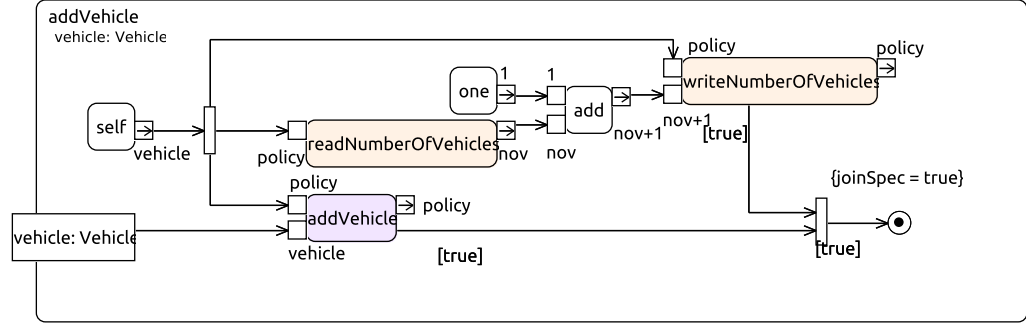 addVehicle
vehicle: Vehicle
policy
policy
1
1
one
writeNumberOfVehicles
self
add
nov+1
vehicle
nov+1
[true]
readNumberOfVehicles
policy
nov
nov
policy
{joinSpec = true}
addVehicle
policy
vehicle: Vehicle
vehicle
[true]
[true]